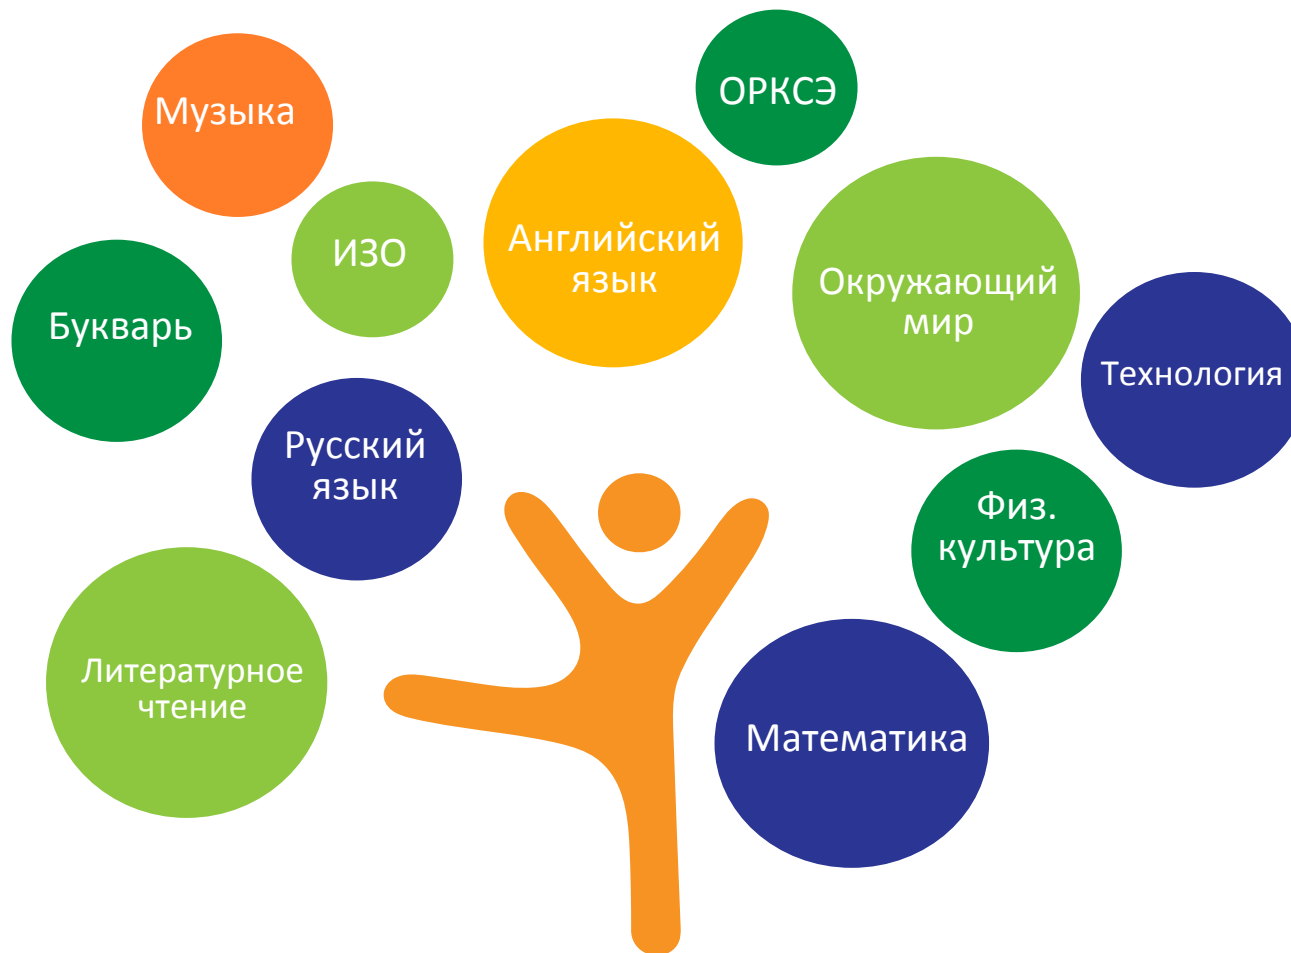 ОРКСЭ
Музыка
Английский
язык
ИЗО
Окружающий
мир
Букварь
Технология
Русский
язык
Физ.
культура
Литературное
чтение
Математика